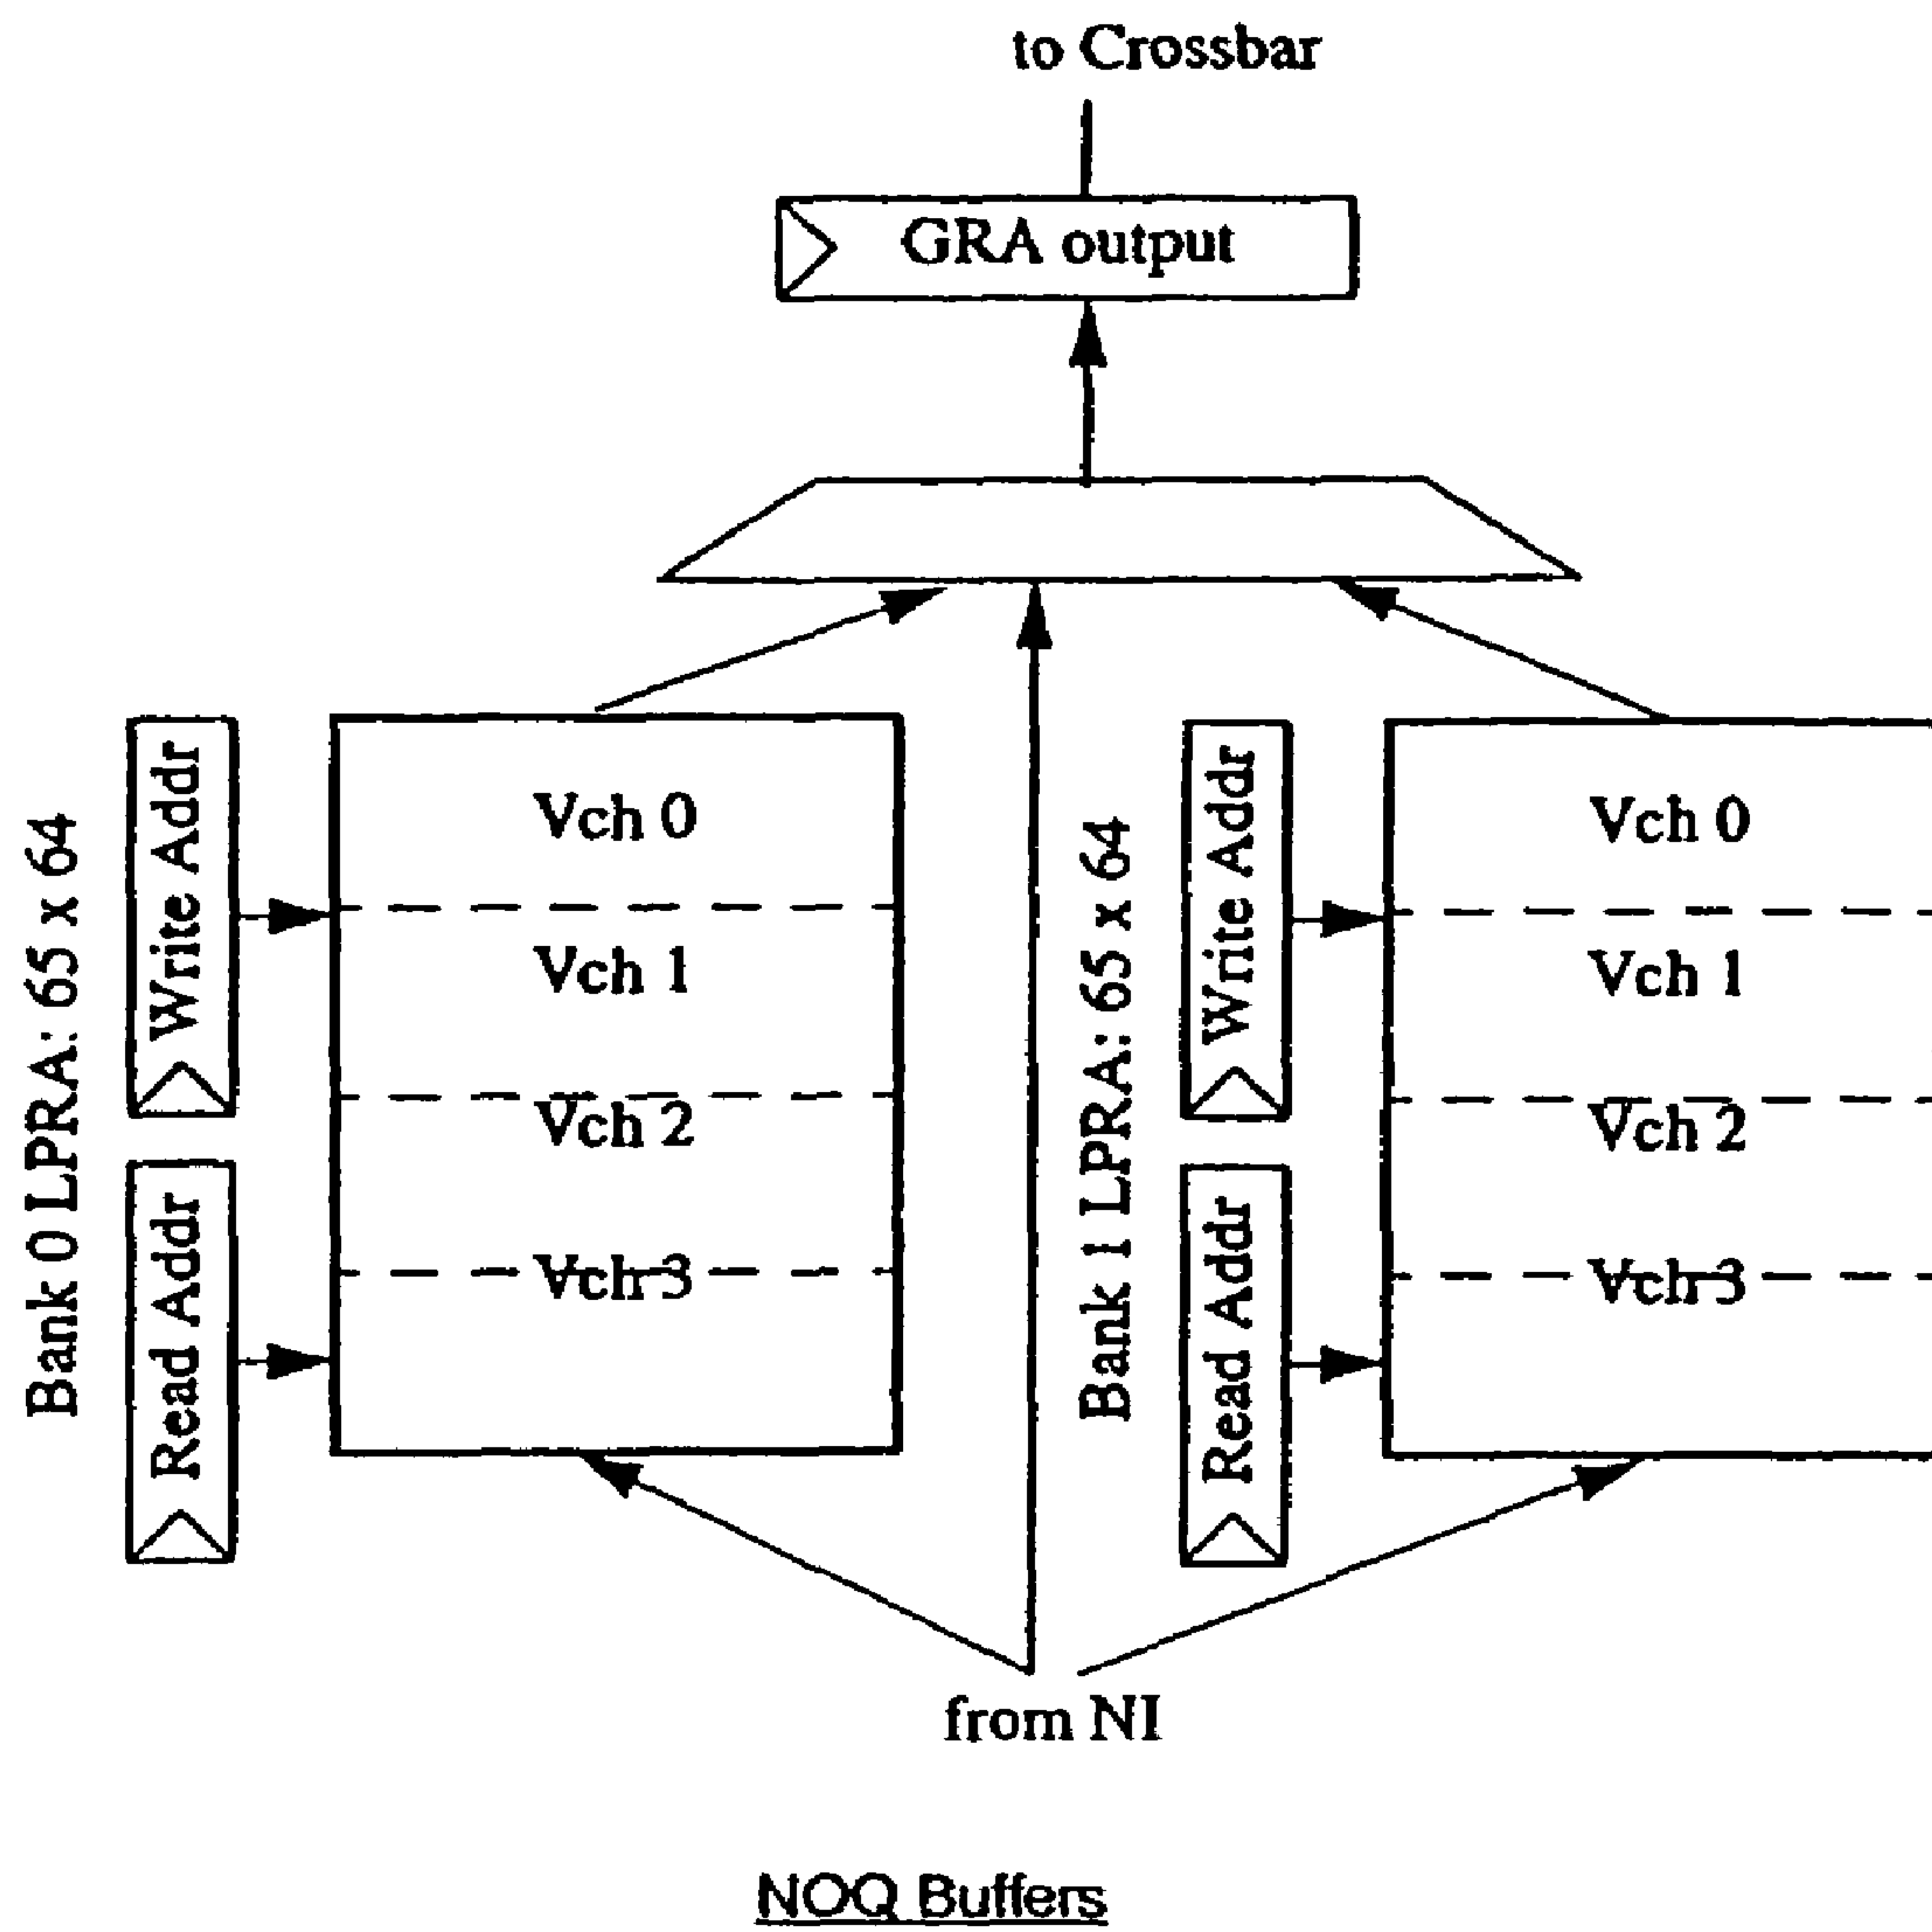 to Crossbar
GRA output
Bank 0 LPRA: 65 x 64
Write Addr
Read Addr
Vch 0
Vch 1
Vch 2
Vch 3
Bank 1 LPRA: 65 x 64
Write Addr
Read Addr
Vch 0
Vch 1
Vch 2
Vch 3
from NI
NOQ Buffers